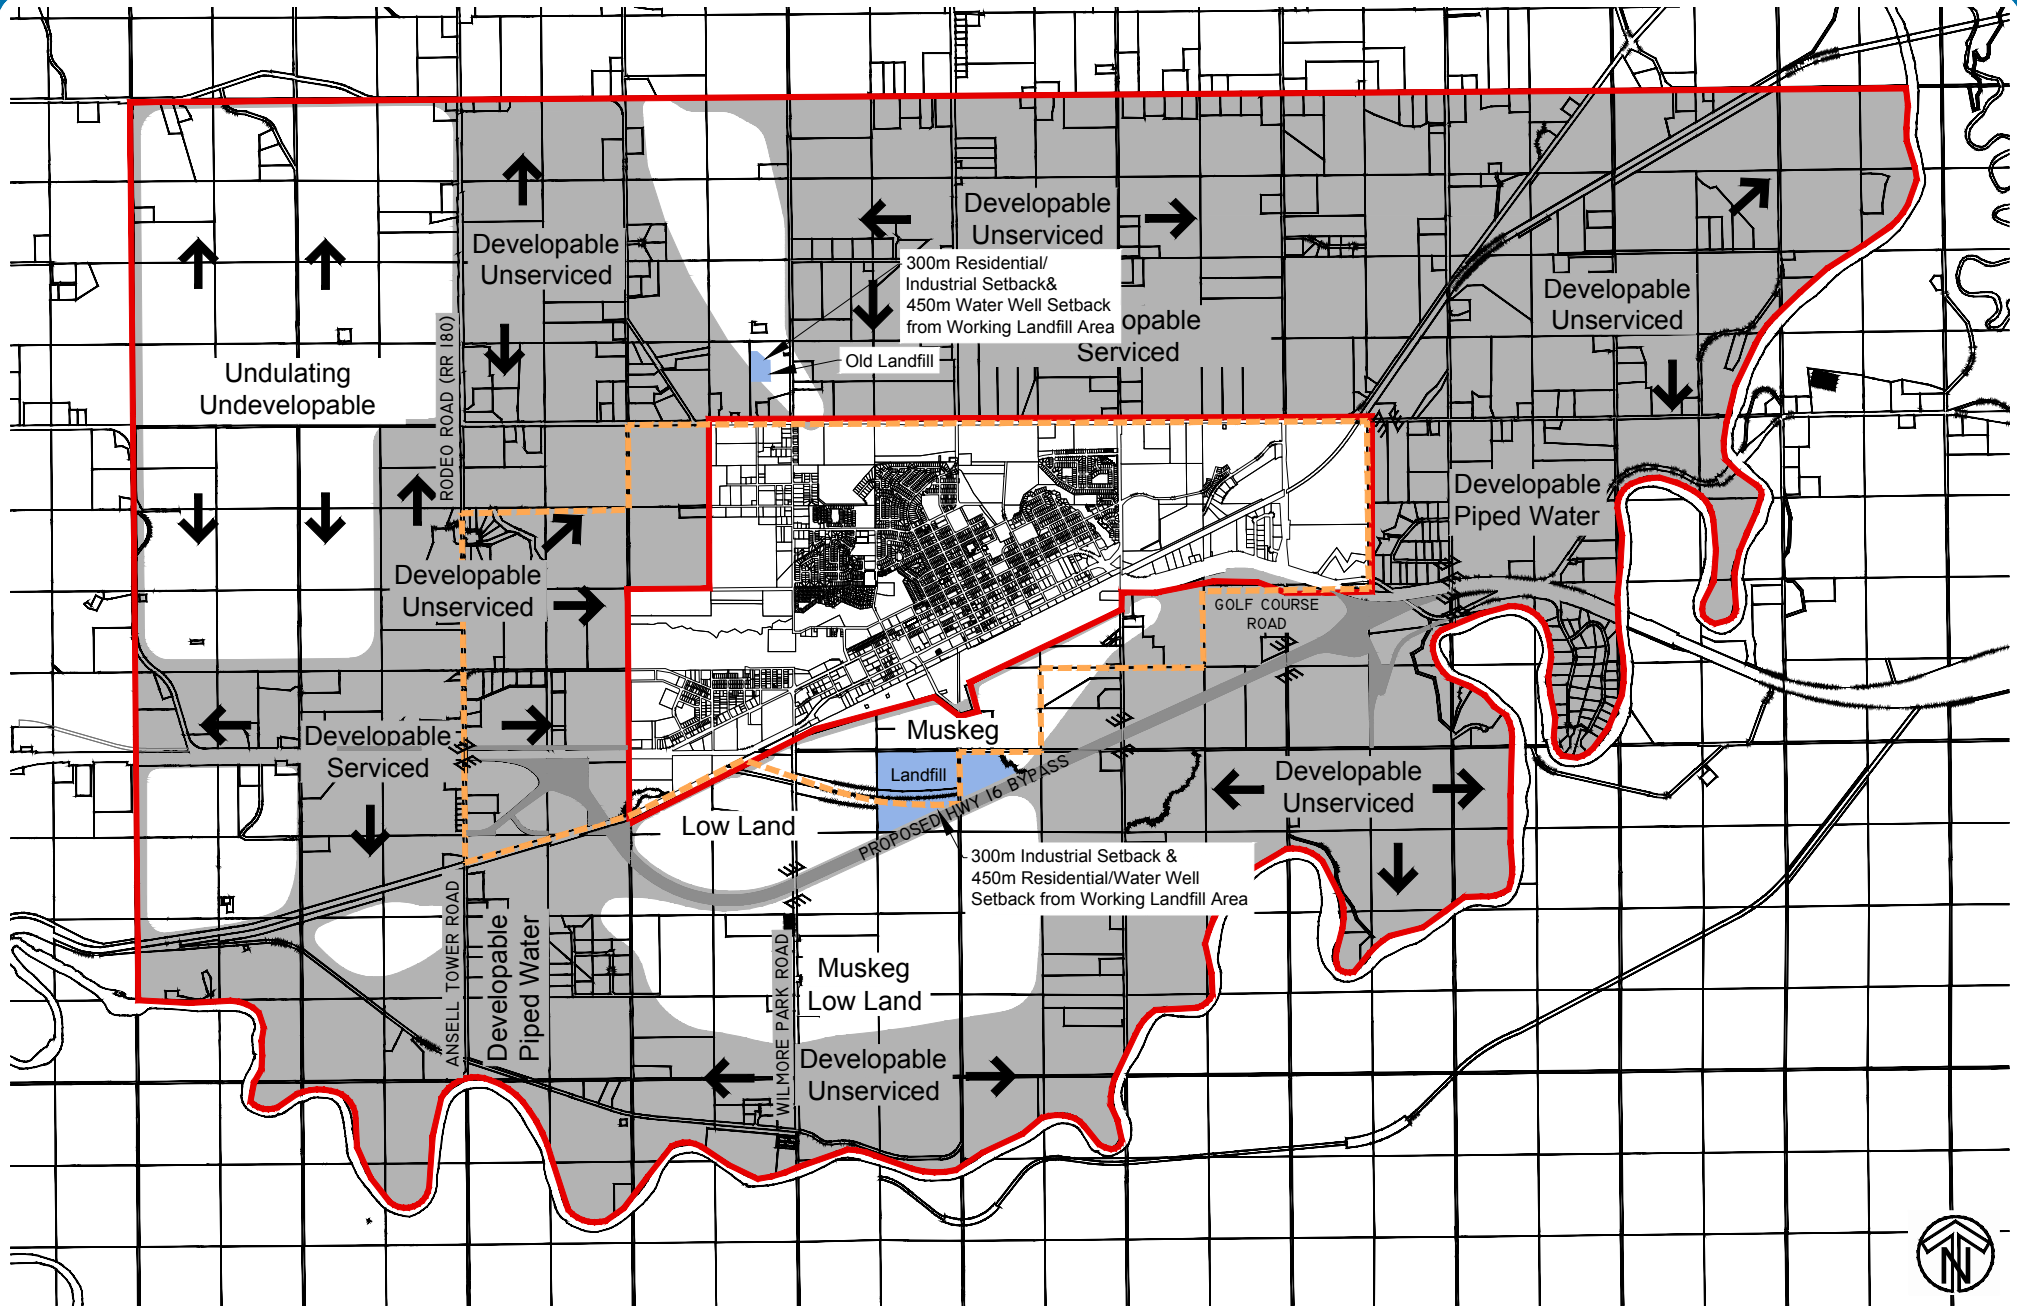 Developable
Unserviced
Developable
Unserviced
300m Residential/
Industrial Setback&
450m Water Well Setback
from Working Landfill Area
opable
Serviced
Old Landfill
Developable
Unserviced
Undulating
Undevelopable
RODEO ROAD (RR 180)
Developable
Piped Water
Developable
Unserviced
GOLF COURSE
ROAD
Developable
Serviced
Muskeg
Landfill
Low Land
PROPOSED HWY 16 BYPASS
Developable
Unserviced
300m Industrial Setback &
450m Residential/Water Well
Setback from Working Landfill Area
ANSELL TOWER ROAD
Developable
Piped Water
WILMORE PARK ROAD
Muskeg
Low Land
Developable
Unserviced
N